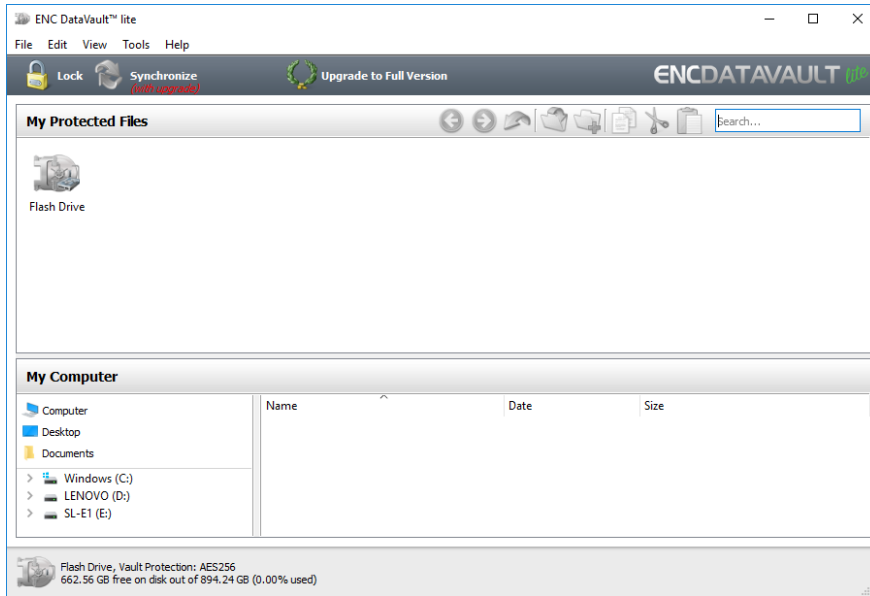 ENC DataVault™ lite
File Edit View Tools Help
Lock Synchronize (with upgrade) Upgrade to Full Version ENCDATAVAULT lite
My Protected Files Search...
Flash Drive
My Computer
Computer
Desktop
Documents
Windows (C:)
LENOVO (D:)
SL-E1 (E:)
Name Date Size
Flash Drive, Vault Protection: AES256
662.56 GB free on disk out of 894.24 GB (0.00% used)